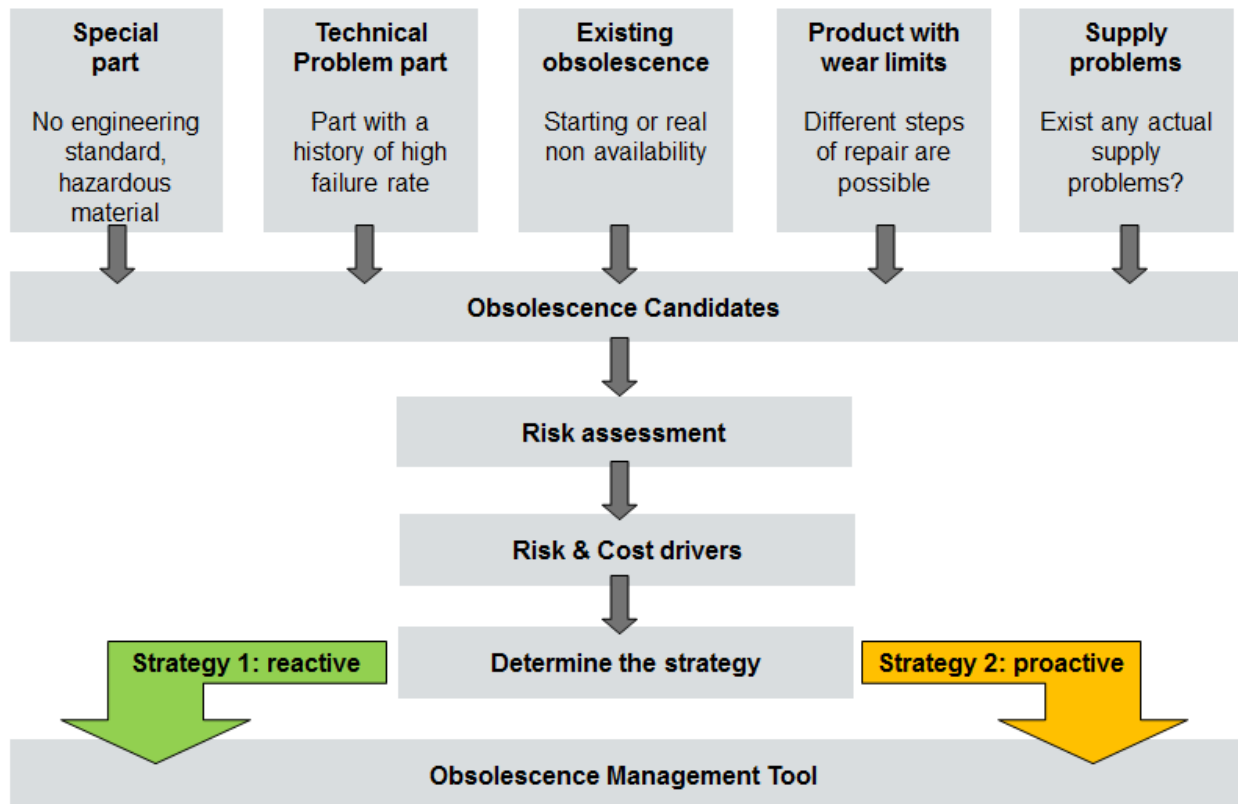 Special
part
No engineering
standard,
hazardous
material
Technical
Problem part
Part with a
history of high
failure rate
Existing
obsolescence
Starting or real
non availability
Product with
wear limits
Different steps
of repair are
possible
Supply
problems
Exist any actual
supply
problems?
Obsolescence Candidates
Risk assessment
Risk & Cost drivers
Strategy 1: reactive
Determine the strategy
Strategy 2: proactive
Obsolescence Management Tool